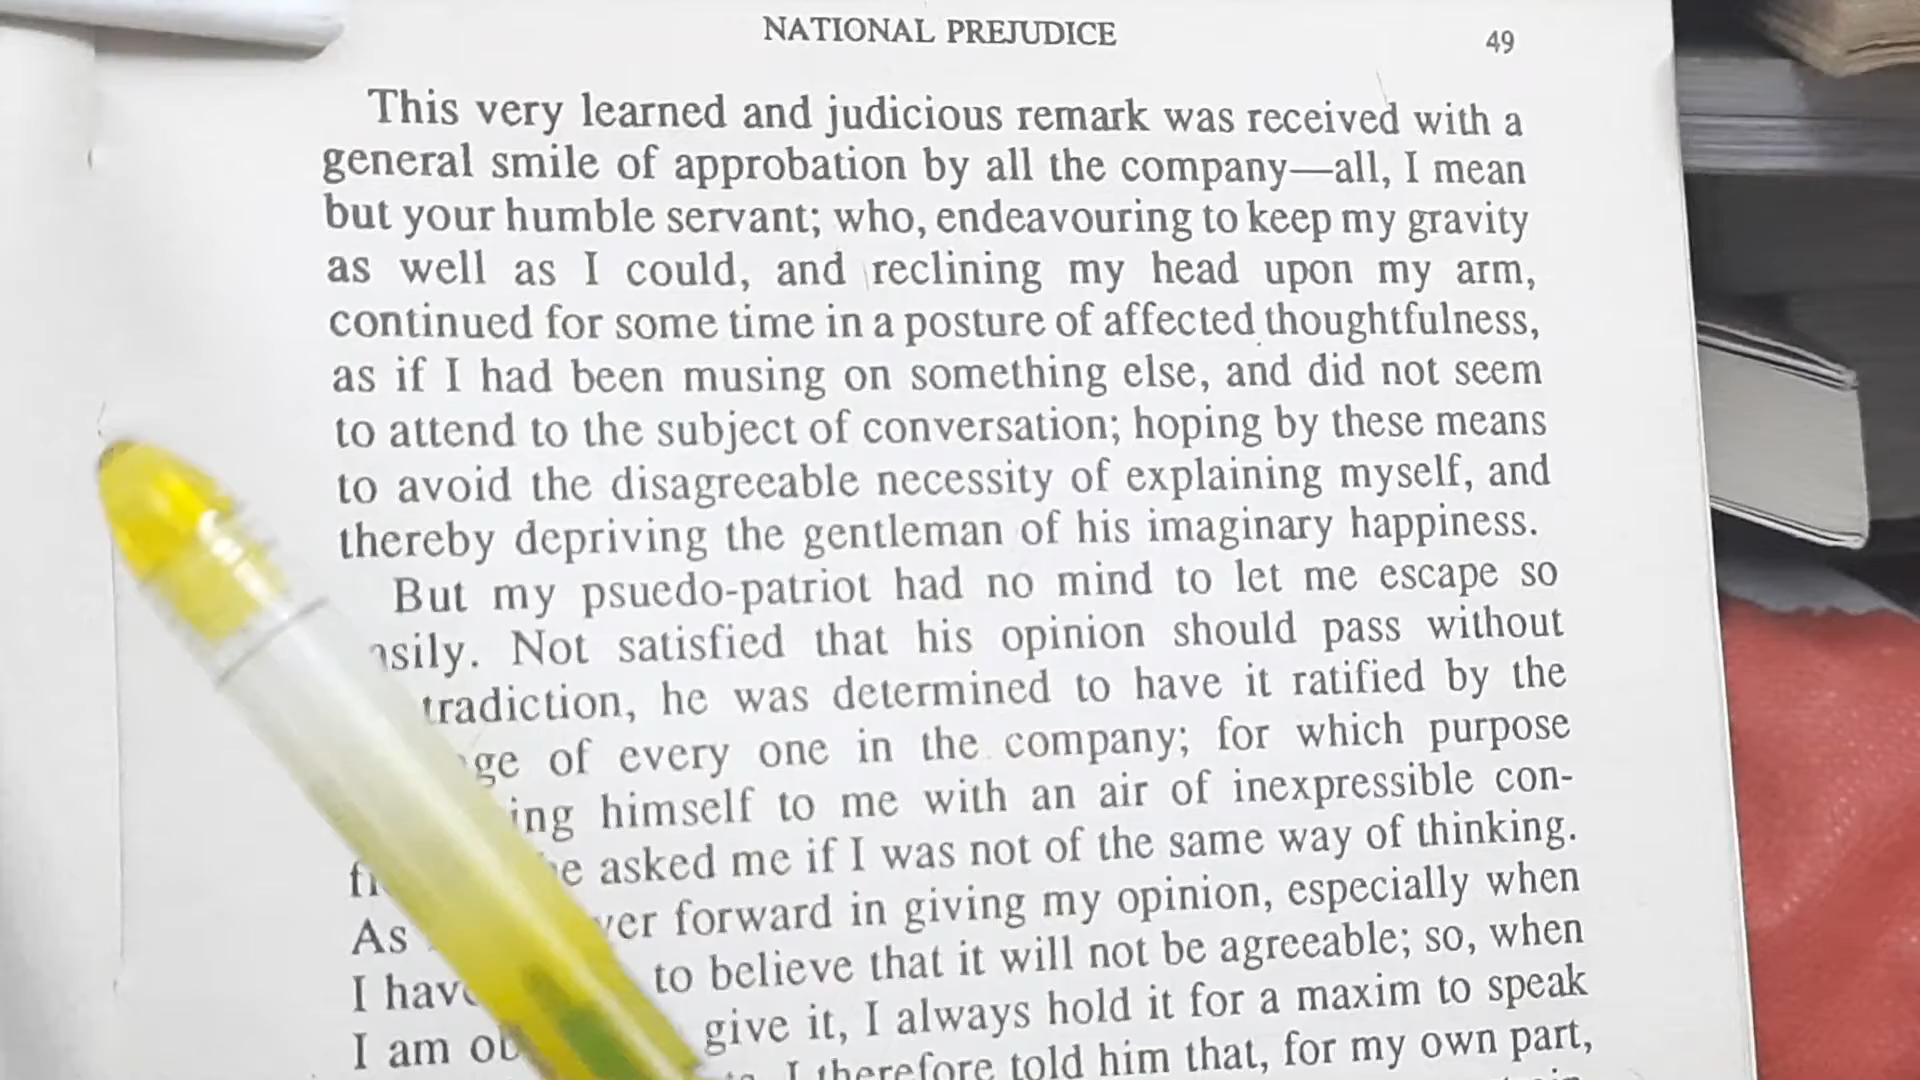 NATIONAL PREJUDICE
49
This very learned and judicious remark was received with a
general smile of approbation by all the company—all, I mean
but your humble servant; who, endeavouring to keep my gravity
as well as I could, and reclining my head upon my arm,
continued for some time in a posture of affected thoughtfulness,
as if I had been musing on something else, and did not seem
to attend to the subject of conversation; hoping by these means
to avoid the disagreeable necessity of explaining myself, and
thereby depriving the gentleman of his imaginary happiness.
But my psuedo-patriot had no mind to let me escape so
Not satisfied that his opinion should pass without
he was determined to have it ratified by the
of every one in the company; for which purpose
himself to me with an air of inexpressible con-
asked me if I was not of the same way of thinking.
As forward in giving my opinion, especially when
I to believe that it will not be agreeable; so, when
I am give it, I always hold it for a maxim to speak
I therefore told him that, for my own part,